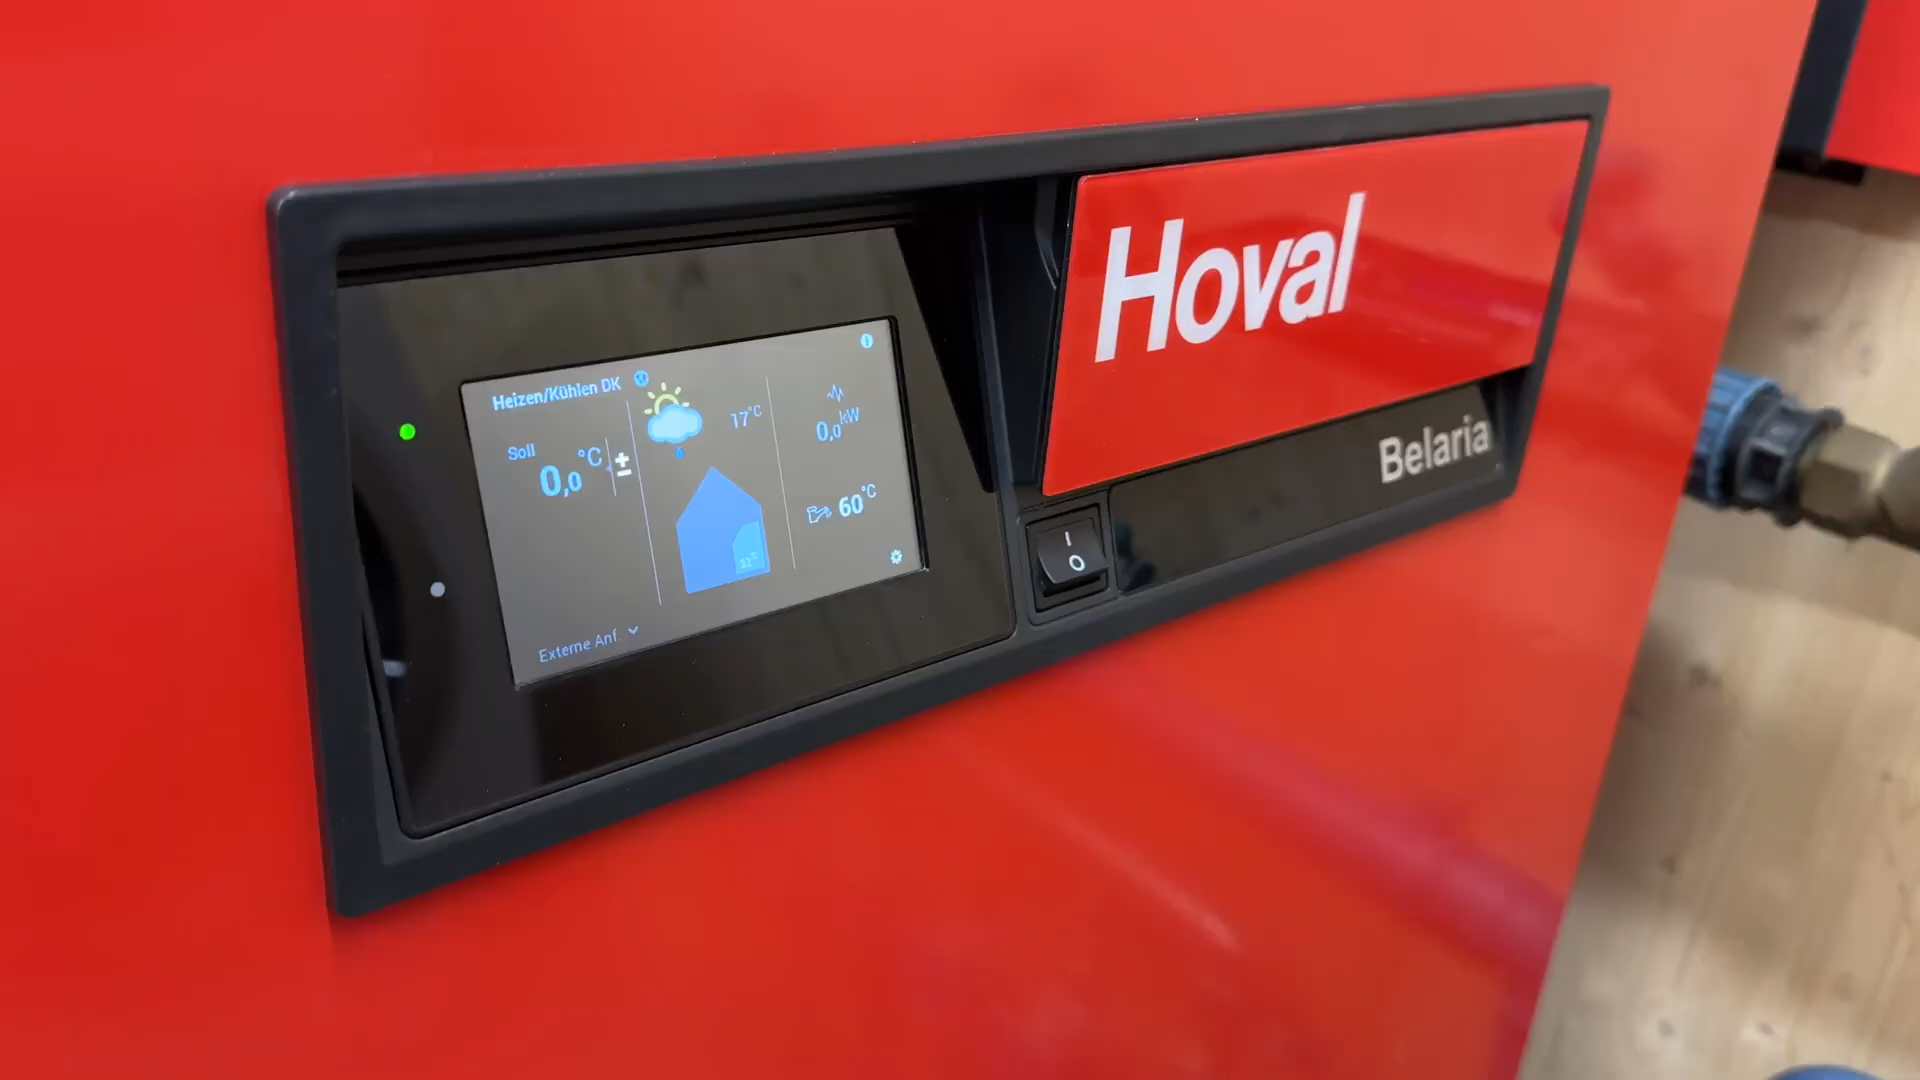 Heizen/Kühlen DK
Soll
0,0 °C
±
17°C
0,0 kW
60°C
Externe Anf.
Hoval
Belaria
I
O